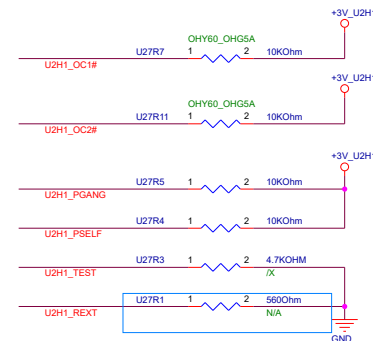 +3V_U2H1
OHY60_OHG5A
U27R7 1 2 10KOhm
U2H1_OC1#
+3V_U2H1
OHY60_OHG5A
U27R11 1 2 10KOhm
U2H1_OC2#
+3V_U2H1
U27R5 1 2 10KOhm
U2H1_PGANG
U27R4 1 2 10KOhm
U2H1_PSELF
U27R3 1 2 4.7KOHM
U2H1_TEST /X
U27R1 1 2 560Ohm
U2H1_REXT N/A
GND